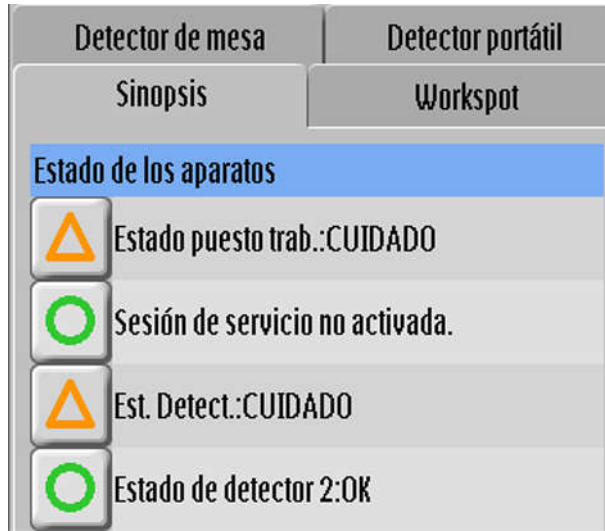 Detector de mesa
Detector portátil
Sinopsis
Workspot
Estado de los aparatos
Estado puesto trab.:CUIDADO
Sesión de servicio no activada.
Est. Detect.:CUIDADO
Estado de detector 2:OK